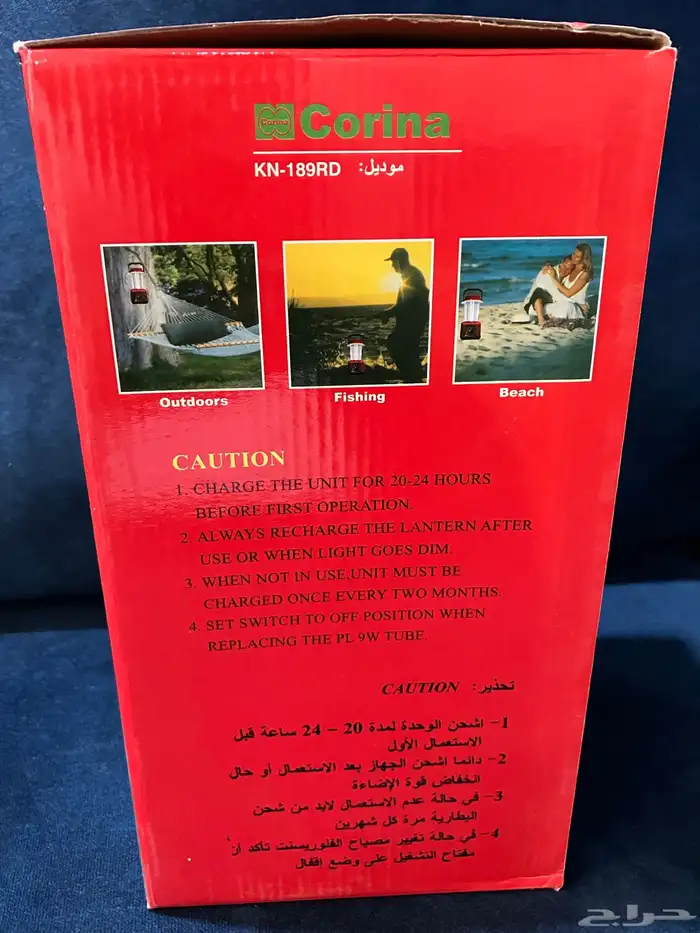 Corina
Corina
KN-189RD موديل:
Outdoors
Fishing
Beach
CAUTION
1. CHARGE THE UNIT FOR 20-24 HOURS
BEFORE FIRST OPERATION.
2. ALWAYS RECHARGE THE LANTERN AFTER
USE OR WHEN LIGHT GOES DIM.
3. WHEN NOT IN USE,UNIT MUST BE
CHARGED ONCE EVERY TWO MONTHS.
4. SET SWITCH TO OFF POSITION WHEN
REPLACING THE PL 9W TUBE.
تحذير: CAUTION
1- اشحن الوحدة لمدة 20 - 24 ساعة قبل
الاستعمال الأول
2- دائما أشحن الجهاز بعد الاستعمال أو حال
انخفاض قوة الإضاءة
3- في حالة عدم الاستعمال لابد من شحن
البطارية مرة كل شهرين
4- في حالة تغيير مصباح الفلوريسنت تأكد أن
مفتاح التشغيل على وضع إقفال
حراج